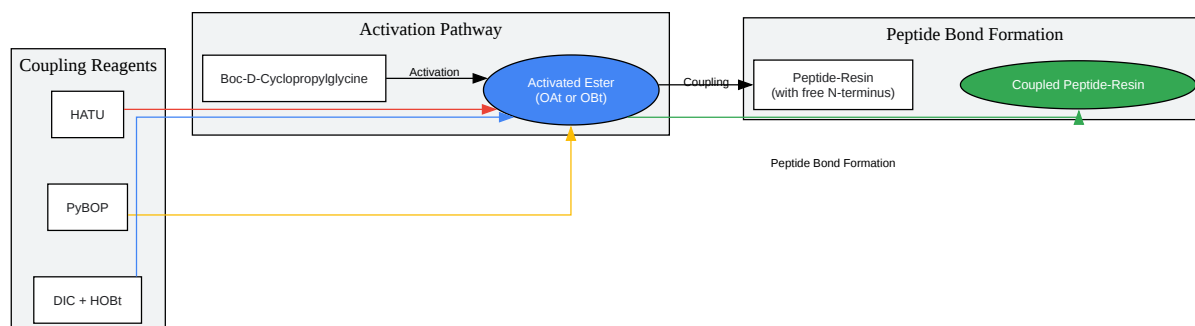 Coupling Reagents
HATU
PyBOP
DIC + HOBt
Activation Pathway
Boc-D-Cyclopropylglycine
Activation
Activated Ester
(OAt or OBt)
Coupling
Peptide Bond Formation
Peptide-Resin
(with free N-terminus)
Coupled Peptide-Resin
Peptide Bond Formation